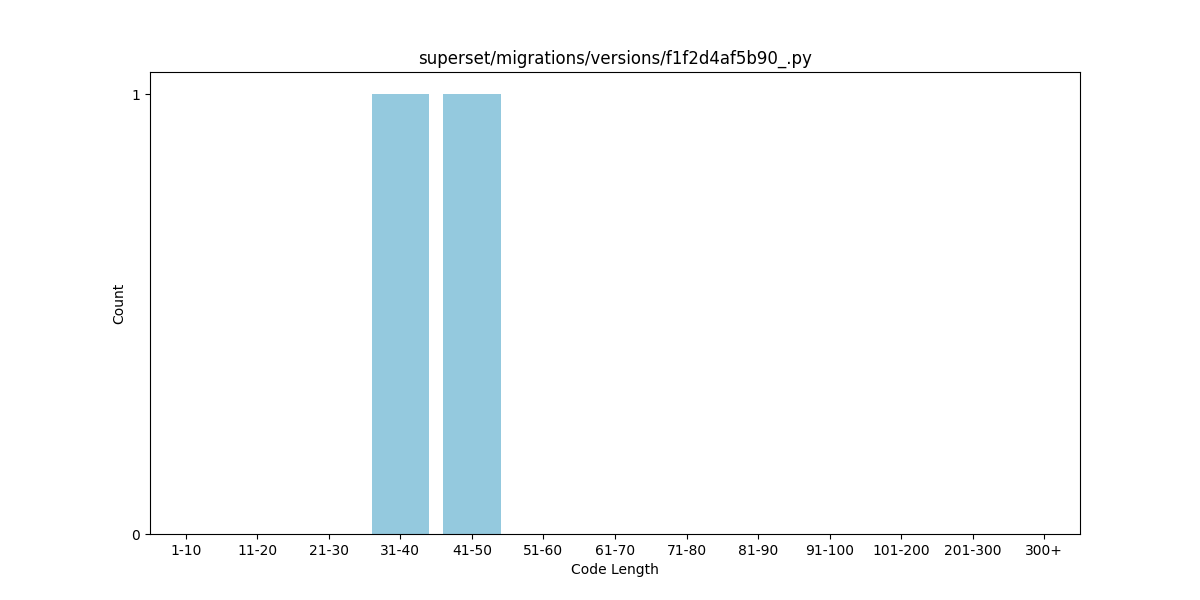 superset/migrations/versions/f1f2d4af5b90_.py
1
Count
0
1-10 11-20 21-30 31-40 41-50 51-60 61-70 71-80 81-90 91-100 101-200 201-300 300+
Code Length